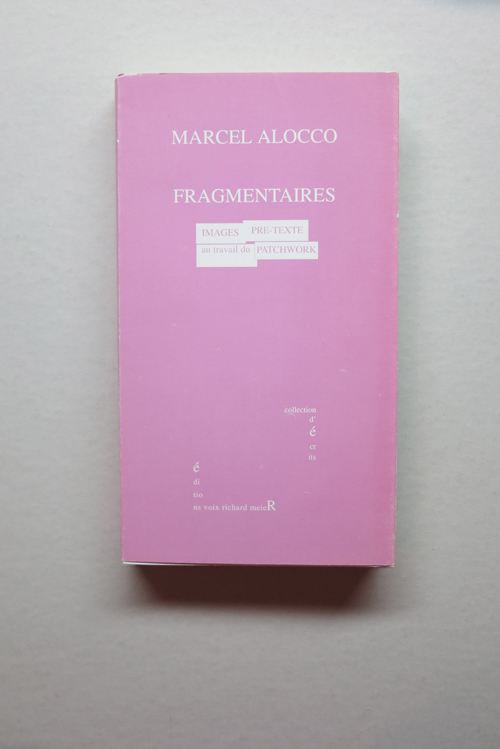 MARCEL ALOCCO
FRAGMENTAIRES
IMAGES PRE-TEXTE
au travail du PATCHWORK
collection
d'
é
cr
its
é
di
tio
ns voix richard meieR